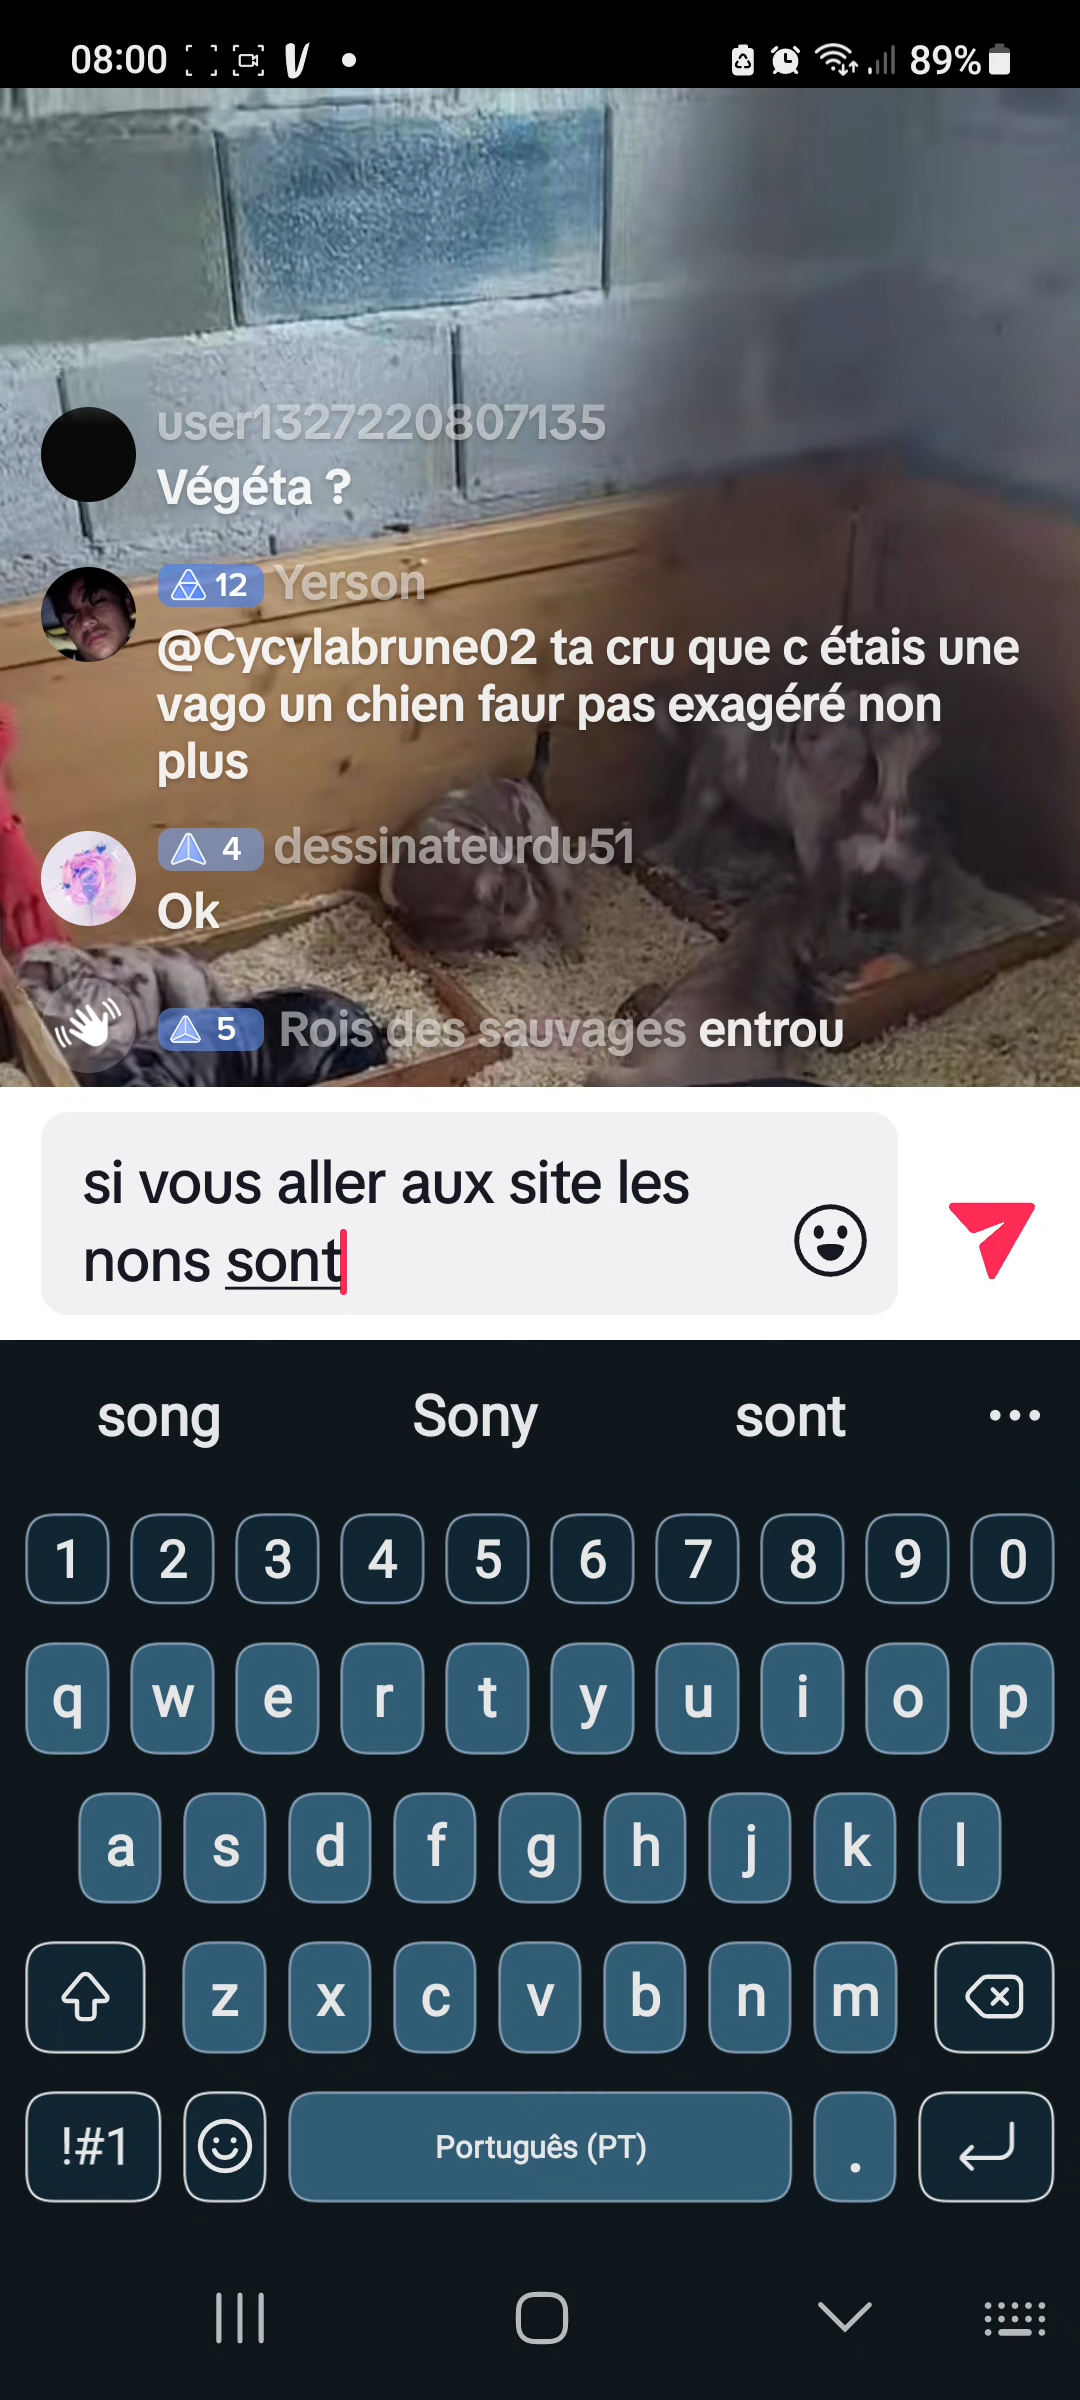 08:00 89%
user1327220807135
Végéta ?
12 Yerson
@Cycylabrune02 ta cru que c étais une
vago un chien faur pas exagéré non
plus
4 dessinateurdu51
Ok
5 Rois des sauvages entrou
si vous aller aux site les
nons sont
song Sony sont
1 2 3 4 5 6 7 8 9 0
q w e r t y u i o p
a s d f g h j k l
z x c v b n m
!#1 Português (PT) .